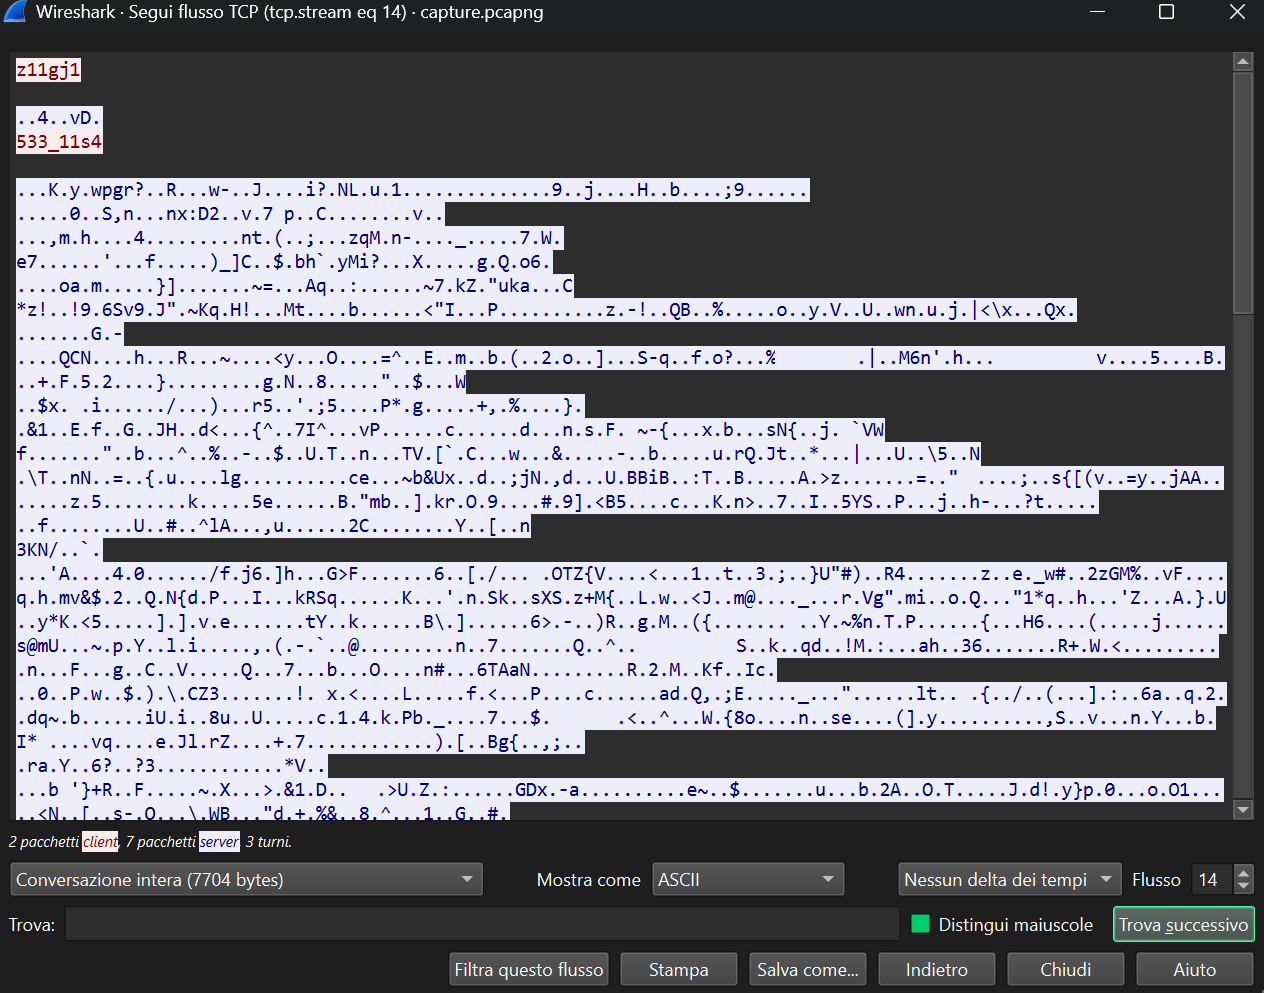 Wireshark · Segui flusso TCP (tcp.stream eq 14) · capture.pcapng
z11gj1
..4..vD.
533_11s4
...K.y.wpgr?..R...w-..J....i?.NL.u.1..............9..j....H..b....;9......
.....0..S,n...nx:D2..v.7 p..C........v..
...,m.h....4.........nt.(..;...zqM.n-...._.....7.W.
e7......'...f.....)_]C..$.bh`.yMi?...X.....g.Q.o6.
....oa.m.....}].......~=...Aq..:......~7.kZ."uka...C
*z!..!9.6Sv9.J".~Kq.H!...Mt....b......<"I...P..........z.-!..QB..%.....o..y.V..U..wn.u.j.|<\x...Qx.
.......G.-
....QCN....h...R...~....<y...O....=^..E..m..b.(..2.o..]...S-q..f.o?...% .|..M6n'.h... v....5....B.
..+.F.5.2....}.........g.N..8....."..$...W
..$x. .i....../...)...r5..'.;5....P*.g.....+,.%....}.
.&1..E.f..G..JH..d<...{^..7I^...vP......c......d...n.s.F. ~-{...x.b...sN{..j. `VW
f......."..b...^..%..-..$..U.T..n...TV.[`.C...w...&.....-..b.....u.rQ.Jt..*...|...U..\5..N
.\T..nN..=..{.u....lg..........ce...~b&Ux..d..;jN.,d...U.BBiB..:T..B.....A.>z.......=.." ....;..s{[(v..=y..jAA..
.....z.5........k.....5e......B."mb..].kr.O.9....#.9].<B5....c...K.n>..7..I..5YS..P...j..h-...?t.....
..f........U..#..^lA...,u......2C........Y..[..n
3KN/..`.
...'A....4.0....../f.j6.]h...G>F.......6..[./... .OTZ{V....<...1..t..3.;..}U"#)..R4.......z..e._w#..2zGM%..vF....
q.h.mv&$.2..Q.N{d.P...I...kRSq......K...'.n.Sk..sXS.z+M{..L.w..<J..m@...._...r.Vg".mi..o.Q..."1*q..h...'Z...A.}.U
..y*K.<5.....].].v.e.......tY..k......B\.]......6>.-..)R..g.M..({...... ..Y.~%n.T.P......{...H6....(.....j......
s@mU...~.p.Y..l.i.....,.(.-.`..@.........n..7.......Q..^.. S..k..qd..!M.:...ah..36.......R+.W.<.........
.n...F...g..C..V.....Q...7...b...O....n#...6TAaN.........R.2.M..Kf..Ic.
..0..P.w..$.).\.CZ3.......!. x.<....L.....f.<...P....c......ad.Q,.;E....._..."......lt.. .{../..(...].:..6a..q.2.
.dq~.b......iU.i..8u..U.....c.1.4.k.Pb._....7...$. .<..^...W.{8o....n..se....(].y..........,S..v...n.Y...b.
I* ....vq....e.Jl.rZ....+.7............).[..Bg{..,;..
.ra.Y..6?..?3............*V..
...b '}+R..F.....~.X...>.&1.D.. .>U.Z.:......GDx.-a..........e~..$.......u...b.2A..O.T.....J.d!.y}p.0...o.O1...
..<N..[..s-.O...\.WB..."d.+.%&..8.^...1..G..#.
2 pacchetti client, 7 pacchetti server, 3 turni.
Conversazione intera (7704 bytes) Mostra come ASCII Nessun delta dei tempi Flusso 14
Trova: Distingui maiuscole Trova successivo
Filtra questo flusso Stampa Salva come... Indietro Chiudi Aiuto